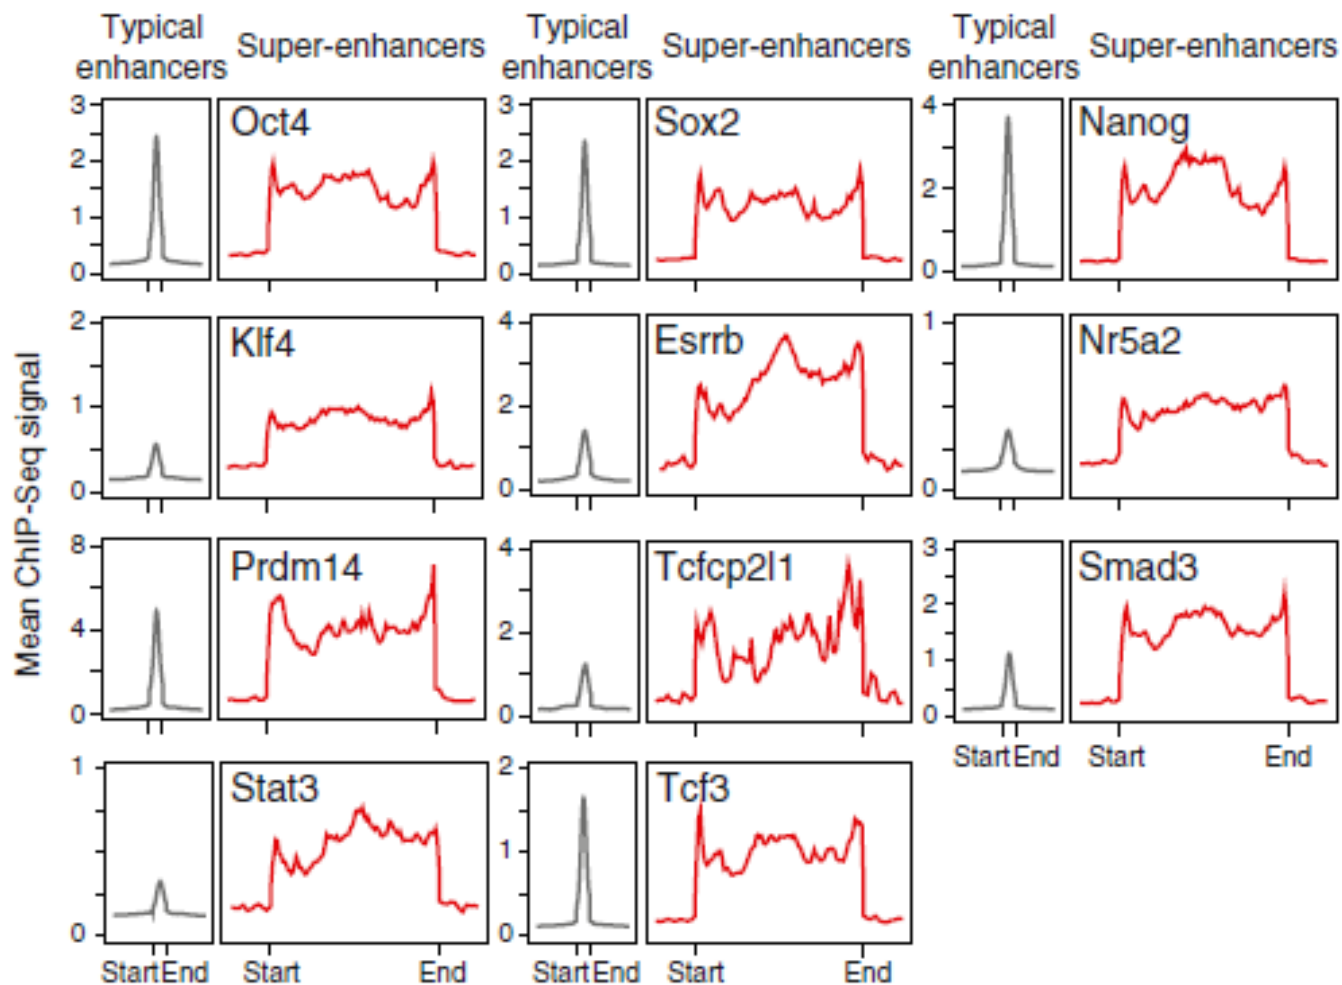 Typical enhancers
Super-enhancers
Typical enhancers
Super-enhancers
Typical enhancers
Super-enhancers
Mean ChIP-Seq signal
3
2
1
0
Oct4
3
2
1
0
Sox2
4
2
0
Nanog
2
1
0
Klf4
4
2
0
Esrrb
1
0
Nr5a2
8
4
0
Prdm14
4
2
0
Tcfcp2l1
3
2
1
0
Smad3
Start End
Start
End
1
0
Stat3
2
1
0
Tcf3
Start End
Start
End
Start End
Start
End